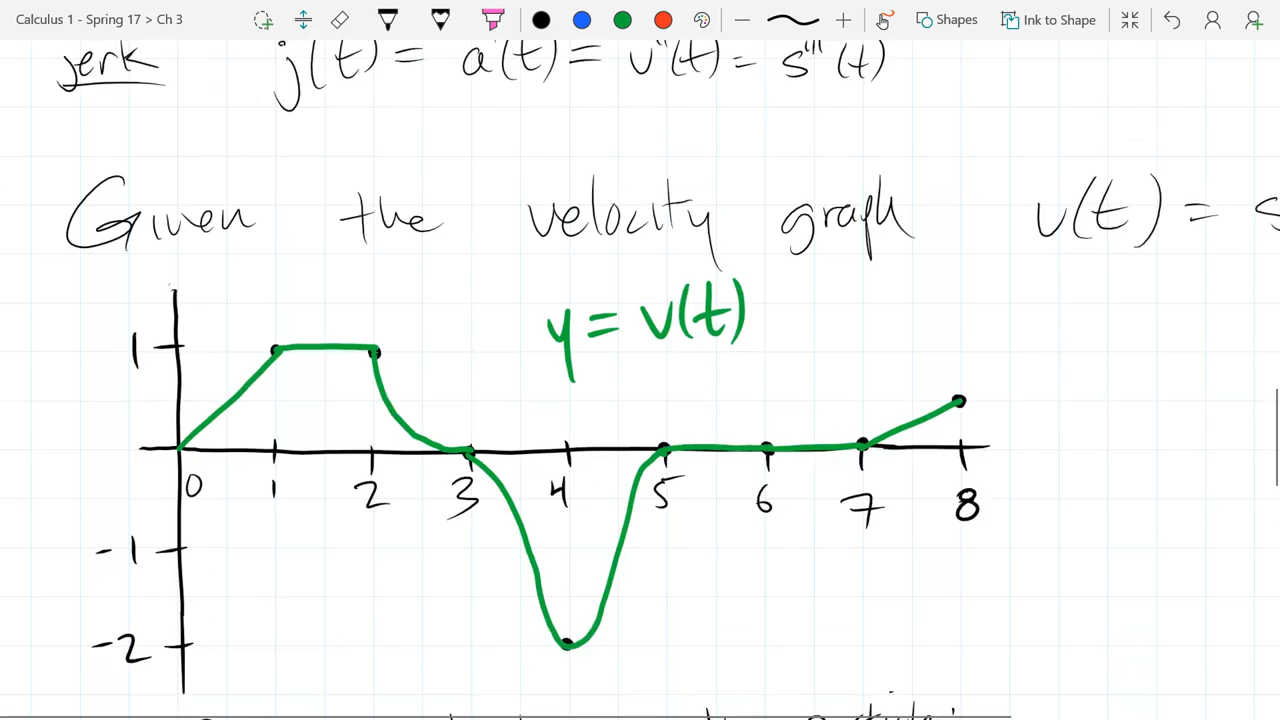 Calculus 1 - Spring 17 > Ch 3
Shapes
Ink to Shape
jerk j(t) = a'(t) = v''(t) = s'''(t)
Given the velocity graph v(t) = s
y = v(t)
1
0 1 2 3 4 5 6 7 8
-1
-2